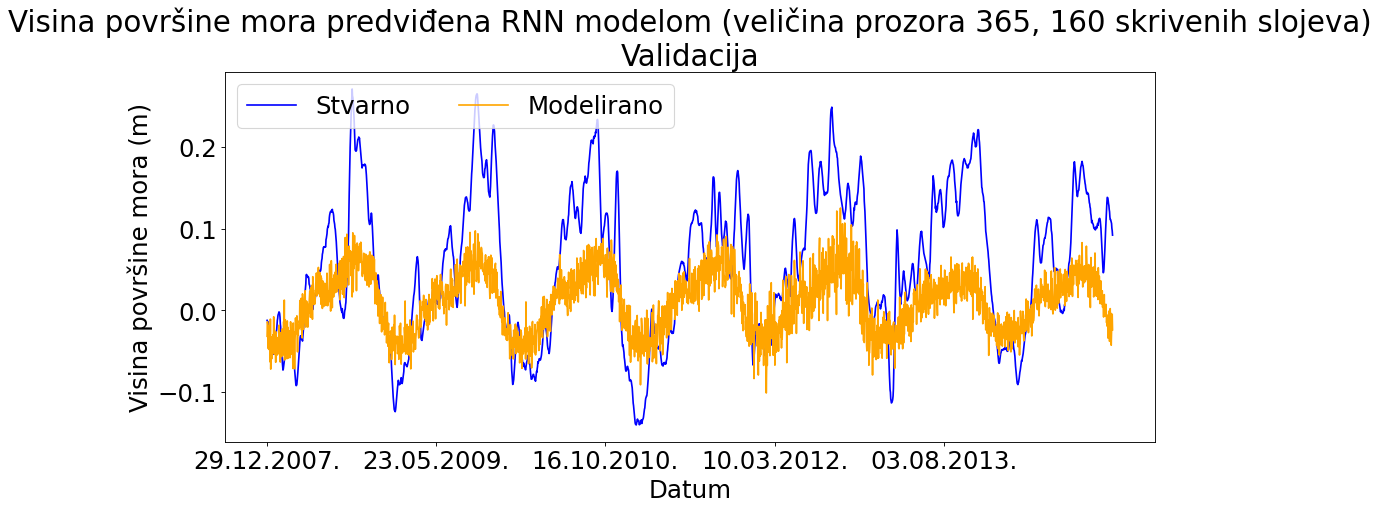 Visina površine mora predviđena RNN modelom (veličina prozora 365, 160 skrivenih slojeva)
Validacija
Stvarno Modelirano
Visina površine mora (m)
0.2
0.1
0.0
−0.1
29.12.2007. 23.05.2009. 16.10.2010. 10.03.2012. 03.08.2013.
Datum